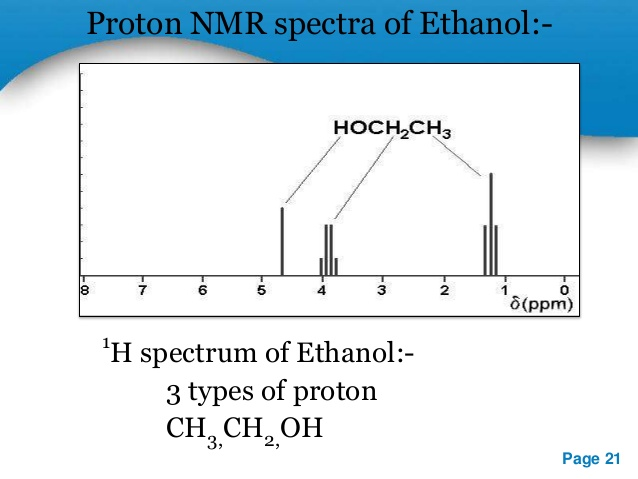 Proton NMR spectra of Ethanol:-
HOCH₂CH₃
8 7 6 5 4 3 2 1 0
δ(ppm)
¹H spectrum of Ethanol:-
3 types of proton
CH₃,CH₂,OH
Page 21